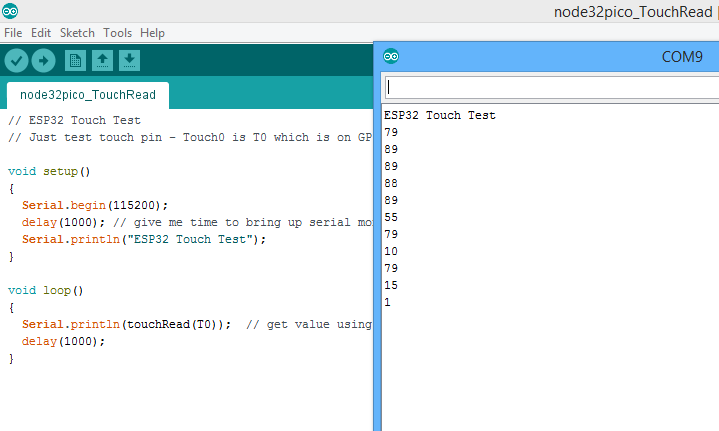 node32pico_TouchRead
File Edit Sketch Tools Help
node32pico_TouchRead
// ESP32 Touch Test
// Just test touch pin - Touch0 is T0 which is on GP
void setup()
{
Serial.begin(115200);
delay(1000); // give me time to bring up serial mo
Serial.println("ESP32 Touch Test");
}
void loop()
{
Serial.println(touchRead(T0)); // get value using
delay(1000);
}
COM9
ESP32 Touch Test
79
89
89
88
89
55
79
10
79
15
1